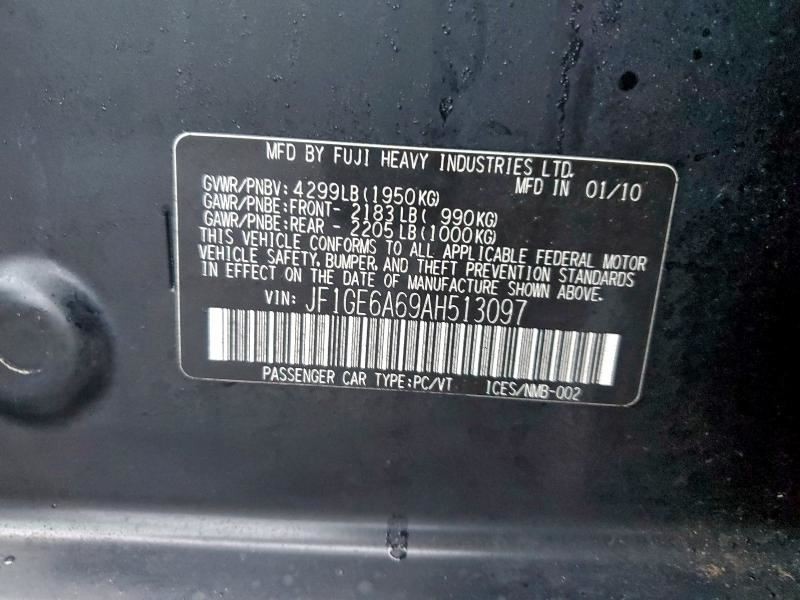 MFD BY FUJI HEAVY INDUSTRIES LTD.
GVWR/PNBV: 4299LB(1950KG) MFD IN 01/10
GAWR/PNBE:FRONT- 2183LB( 990KG)
GAWR/PNBE:REAR - 2205LB(1000KG)
THIS VEHICLE CONFORMS TO ALL APPLICABLE FEDERAL MOTOR
VEHICLE SAFETY, BUMPER, AND THEFT PREVENTION STANDARDS
IN EFFECT ON THE DATE OF MANUFACTURE SHOWN ABOVE.
VIN: JF1GE6A69AH513097
PASSENGER CAR TYPE:PC/VT 1CES/NMB-002